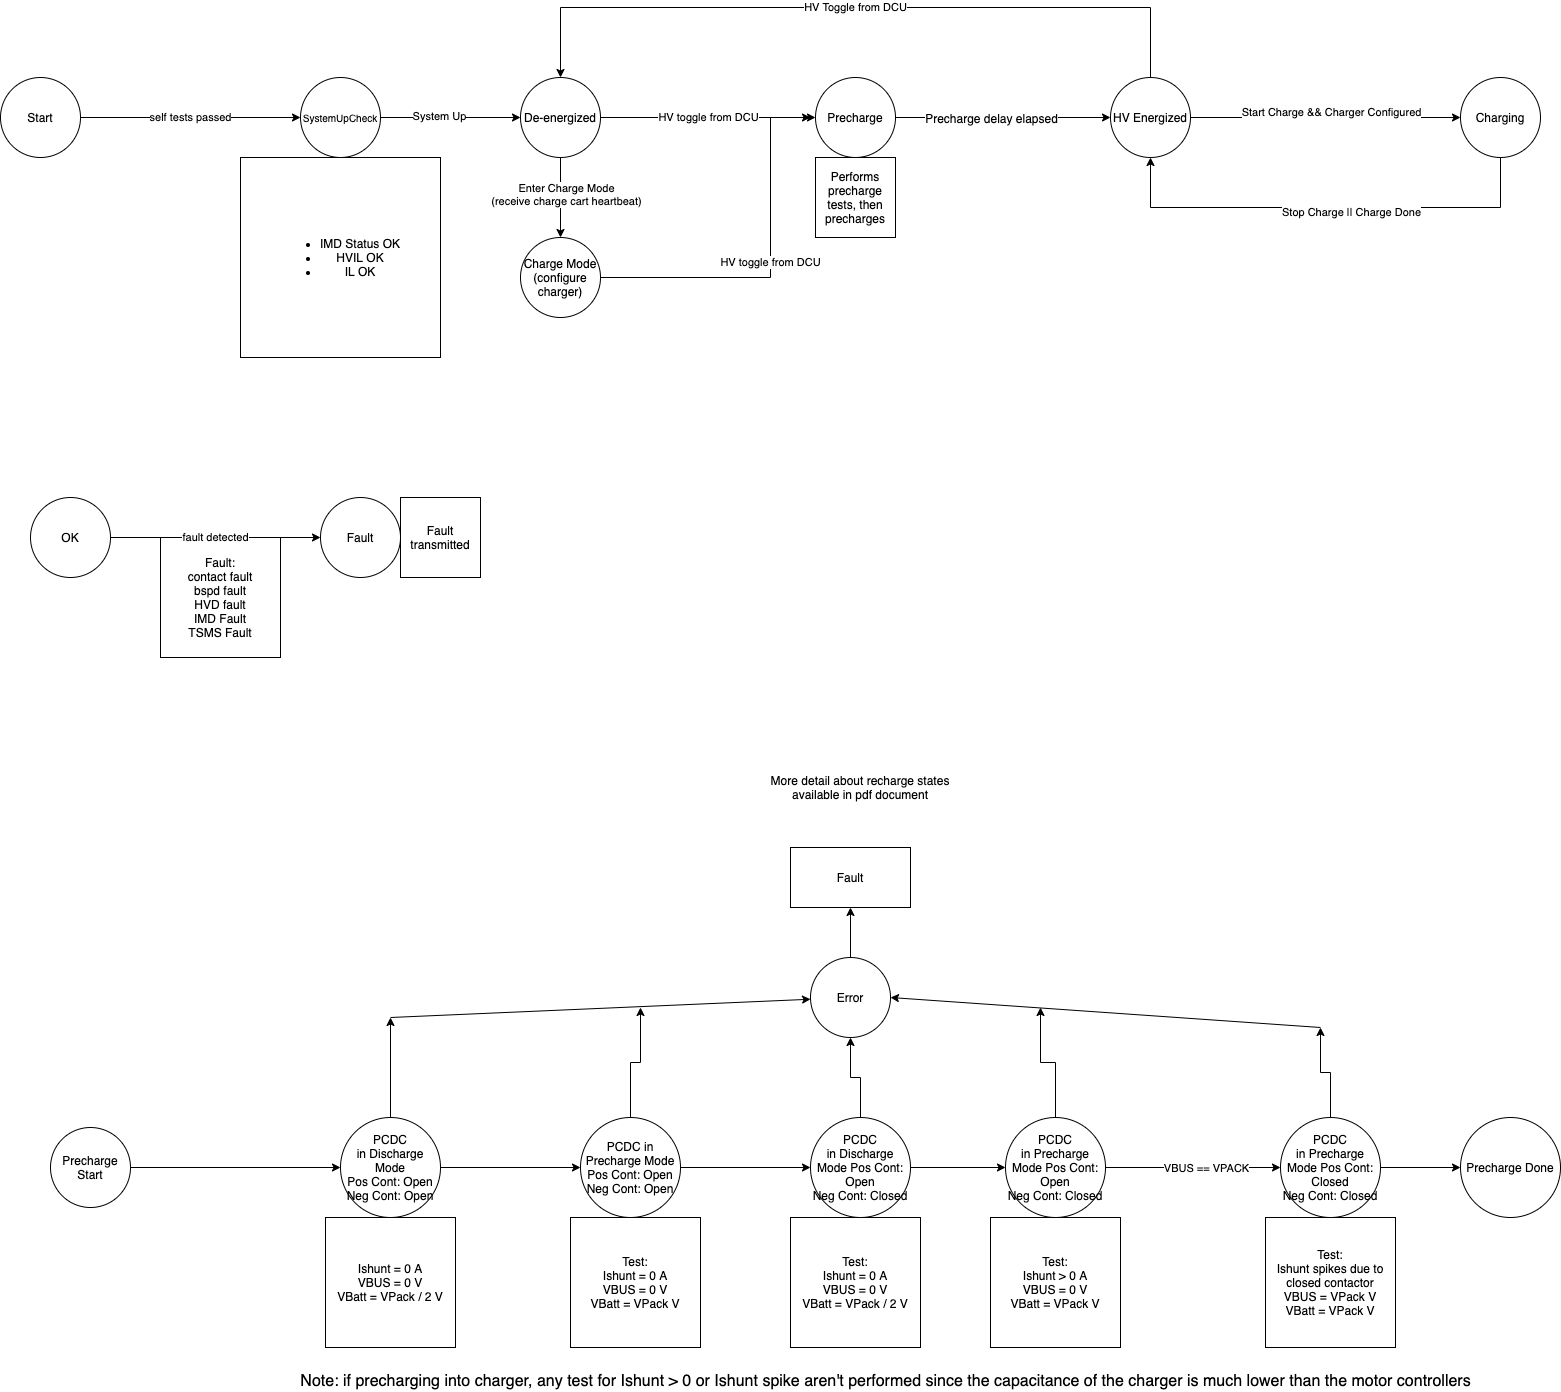 HV Toggle from DCU
Start
self tests passed
SystemUpCheck
System Up
De-energized
HV toggle from DCU
Precharge
Precharge delay elapsed
HV Energized
Start Charge && Charger Configured
Charging
• IMD Status OK
• HVIL OK
• IL OK
Enter Charge Mode
(receive charge cart heartbeat)
Charge Mode
(configure
charger)
HV toggle from DCU
Performs
precharge
tests, then
precharges
Stop Charge || Charge Done
OK
fault detected
Fault:
contact fault
bspd fault
HVD fault
IMD Fault
TSMS Fault
Fault
Fault
transmitted
More detail about recharge states
available in pdf document
Fault
Error
Precharge
Start
PCDC
in Discharge
Mode
Pos Cont: Open
Neg Cont: Open
PCDC in
Precharge Mode
Pos Cont: Open
Neg Cont: Open
PCDC
in Discharge
Mode Pos Cont:
Open
Neg Cont: Closed
PCDC
in Precharge
Mode Pos Cont:
Open
Neg Cont: Closed
VBUS == VPACK
PCDC
in Precharge
Mode Pos Cont:
Closed
Neg Cont: Closed
Precharge Done
Ishunt = 0 A
VBUS = 0 V
VBatt = VPack / 2 V
Test:
Ishunt = 0 A
VBUS = 0 V
VBatt = VPack V
Test:
Ishunt = 0 A
VBUS = 0 V
VBatt = VPack / 2 V
Test:
Ishunt > 0 A
VBUS = 0 V
VBatt = VPack V
Test:
Ishunt spikes due to
closed contactor
VBUS = VPack V
VBatt = VPack V
Note: if precharging into charger, any test for Ishunt > 0 or Ishunt spike aren't performed since the capacitance of the charger is much lower than the motor controllers